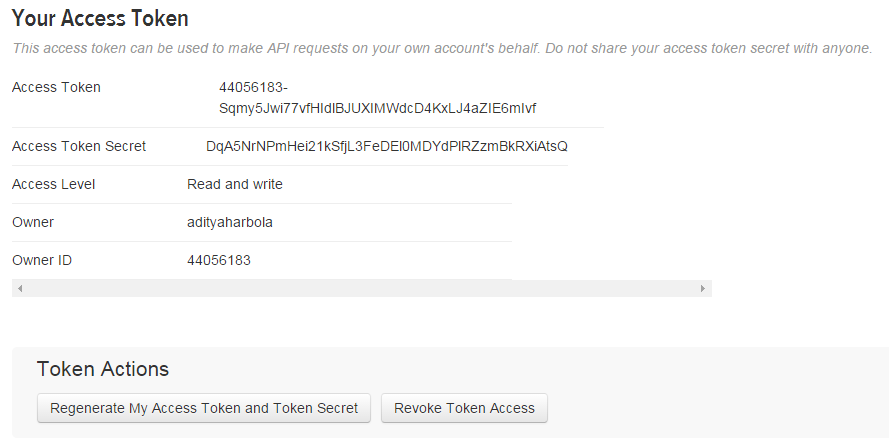 Your Access Token
This access token can be used to make API requests on your own account's behalf. Do not share your access token secret with anyone.
Access Token 44056183-
Access Token Secret
Access Level Read and write
Owner adityaharbola
Owner ID 44056183
Token Actions
Regenerate My Access Token and Token Secret Revoke Token Access